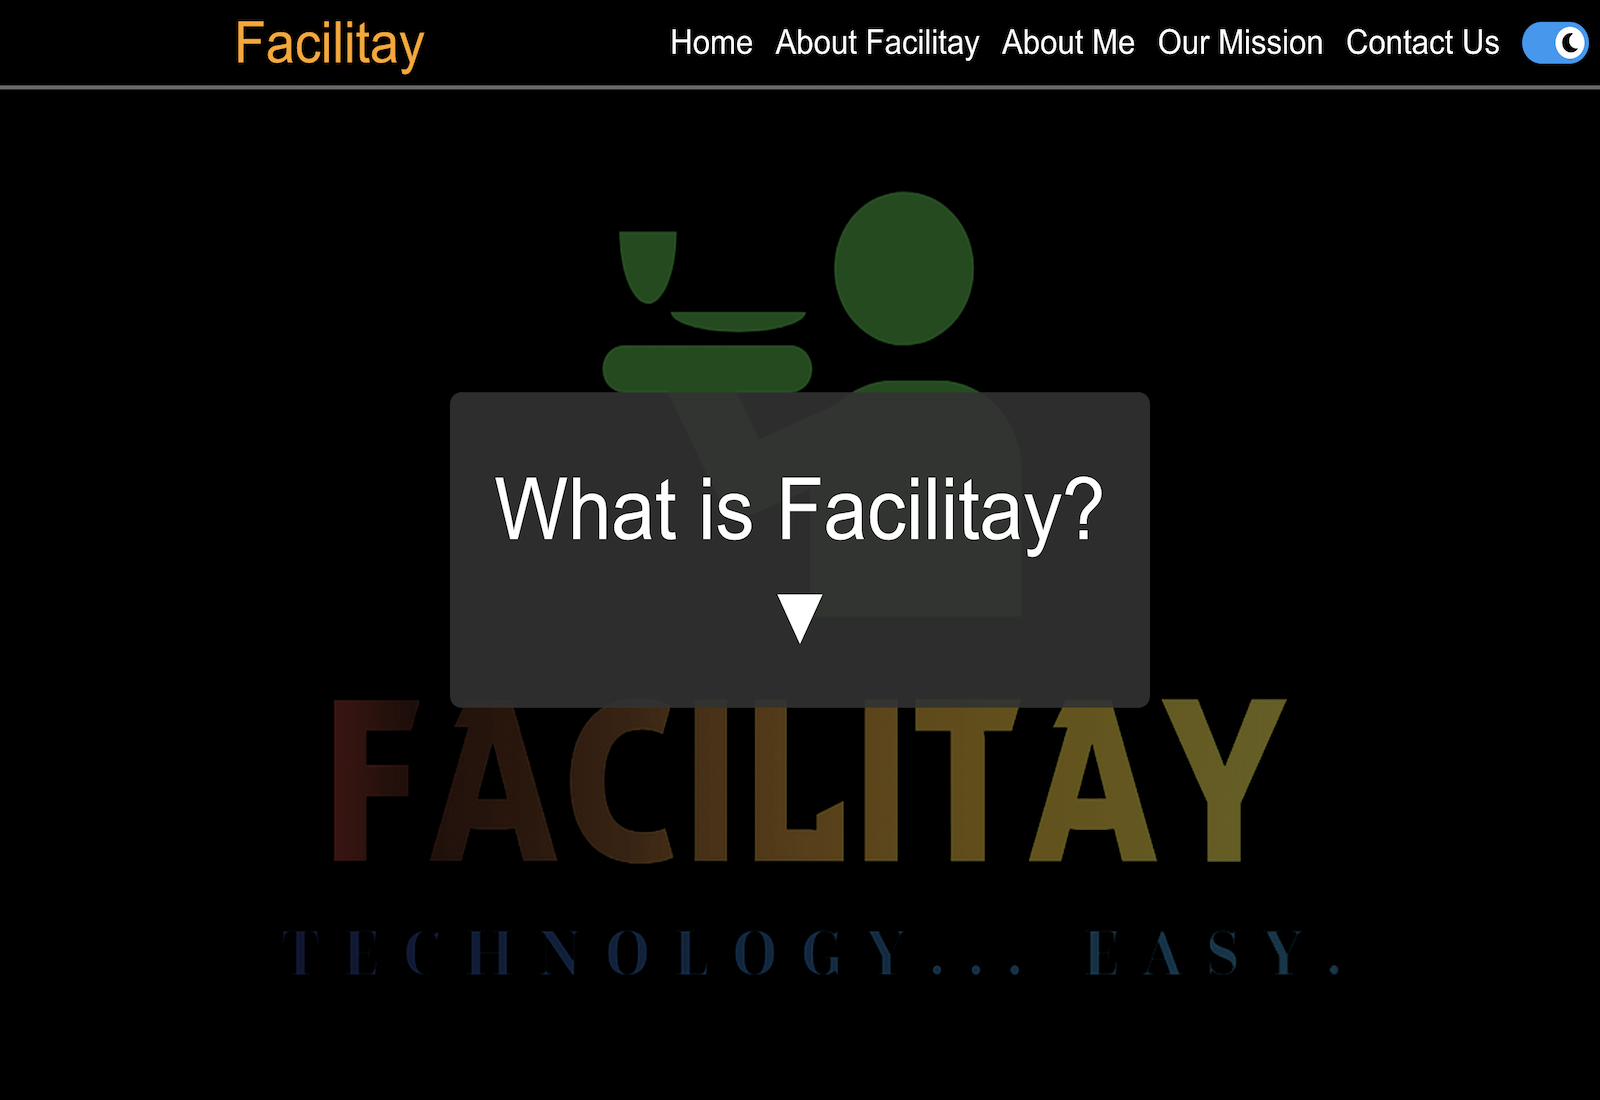 Facilitay Home About Facilitay About Me Our Mission Contact Us
What is Facilitay?
FACILITAY
TECHNOLOGY... EASY.